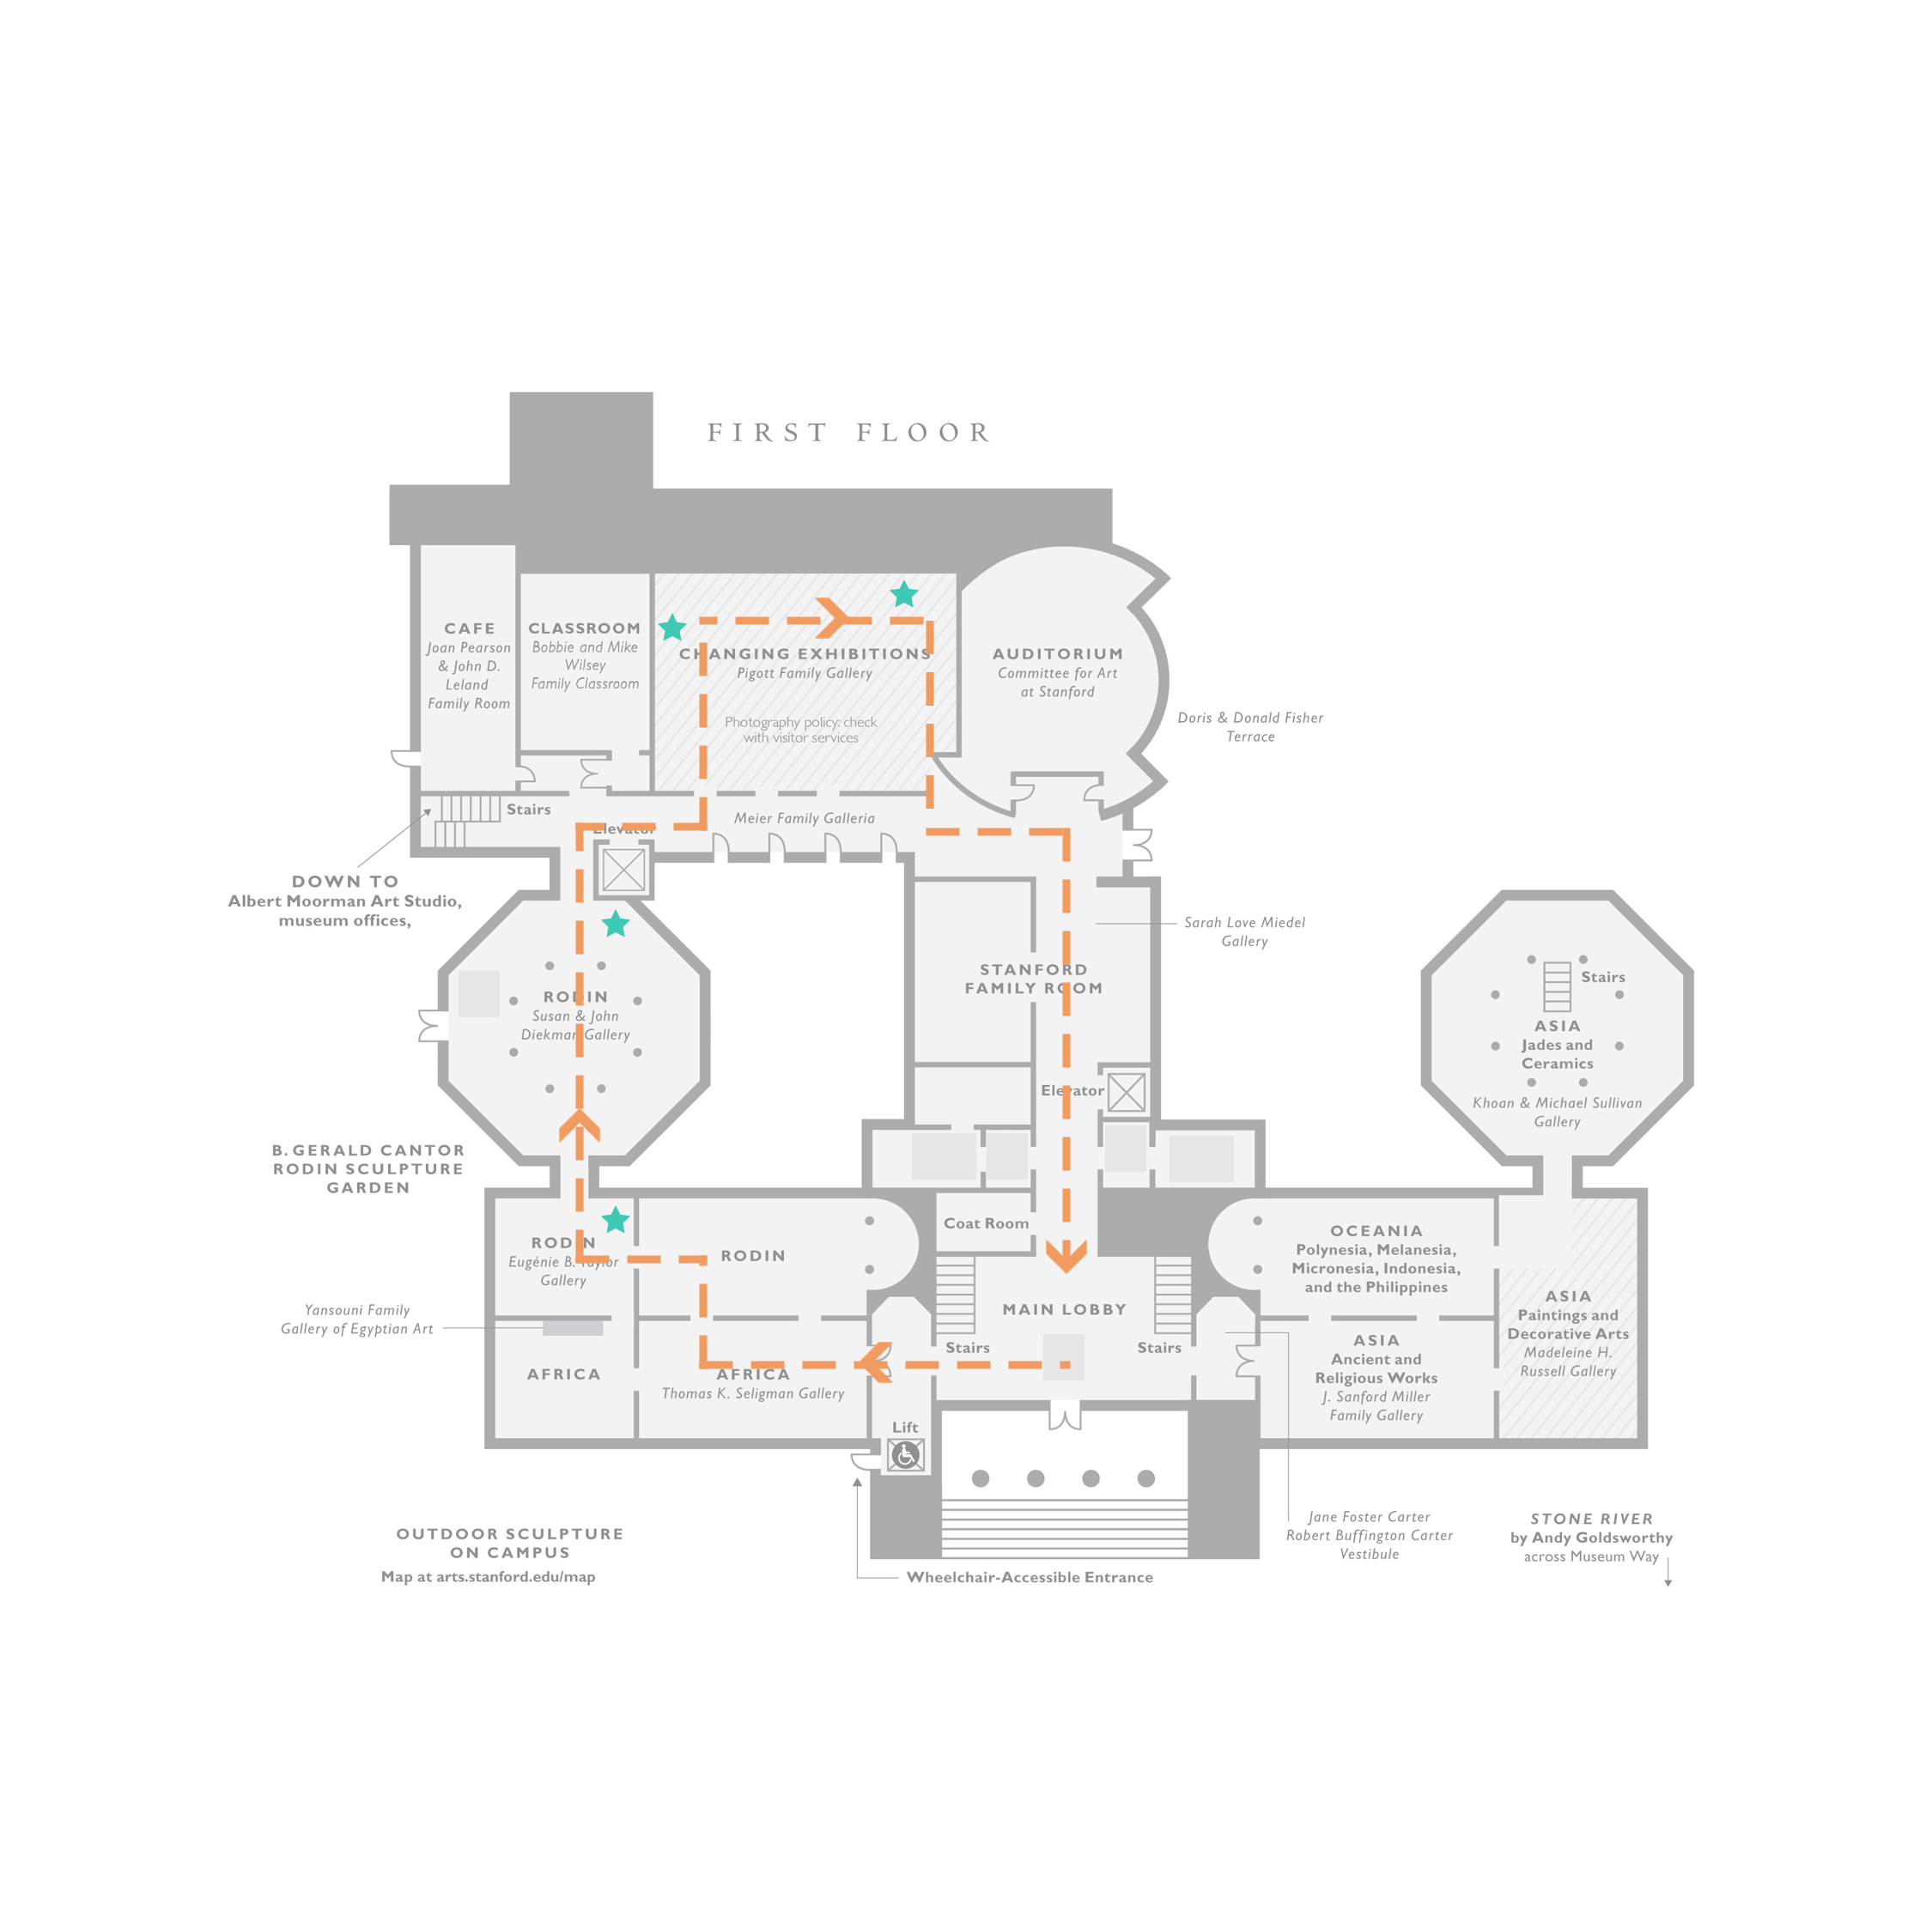 FIRST FLOOR
CAFE
Joan Pearson
& John D.
Leland
Family Room
CLASSROOM
Bobbie and Mike
Wilsey
Family Classroom
CHANGING EXHIBITIONS
Pigott Family Gallery
Photography policy: check
with visitor services
AUDITORIUM
Committee for Art
at Stanford
Doris & Donald Fisher
Terrace
Stairs
Elevator
Meier Family Galleria
DOWN TO
Albert Moorman Art Studio,
museum offices,
Sarah Love Miedel
Gallery
STANFORD
FAMILY ROOM
RODIN
Susan & John
Diekman Gallery
Stairs
ASIA
Jades and
Ceramics
Khoan & Michael Sullivan
Gallery
Elevator
B. GERALD CANTOR
RODIN SCULPTURE
GARDEN
Coat Room
RODIN
Eugénie B. Taylor
Gallery
RODIN
OCEANIA
Polynesia, Melanesia,
Micronesia, Indonesia,
and the Philippines
Yansouni Family
Gallery of Egyptian Art
MAIN LOBBY
Stairs
Stairs
ASIA
Paintings and
Decorative Arts
Madeleine H.
Russell Gallery
ASIA
Ancient and
Religious Works
J. Sanford Miller
Family Gallery
AFRICA
AFRICA
Thomas K. Seligman Gallery
Lift
OUTDOOR SCULPTURE
ON CAMPUS
Map at arts.stanford.edu/map
Wheelchair-Accessible Entrance
Jane Foster Carter
Robert Buffington Carter
Vestibule
STONE RIVER
by Andy Goldsworthy
across Museum Way